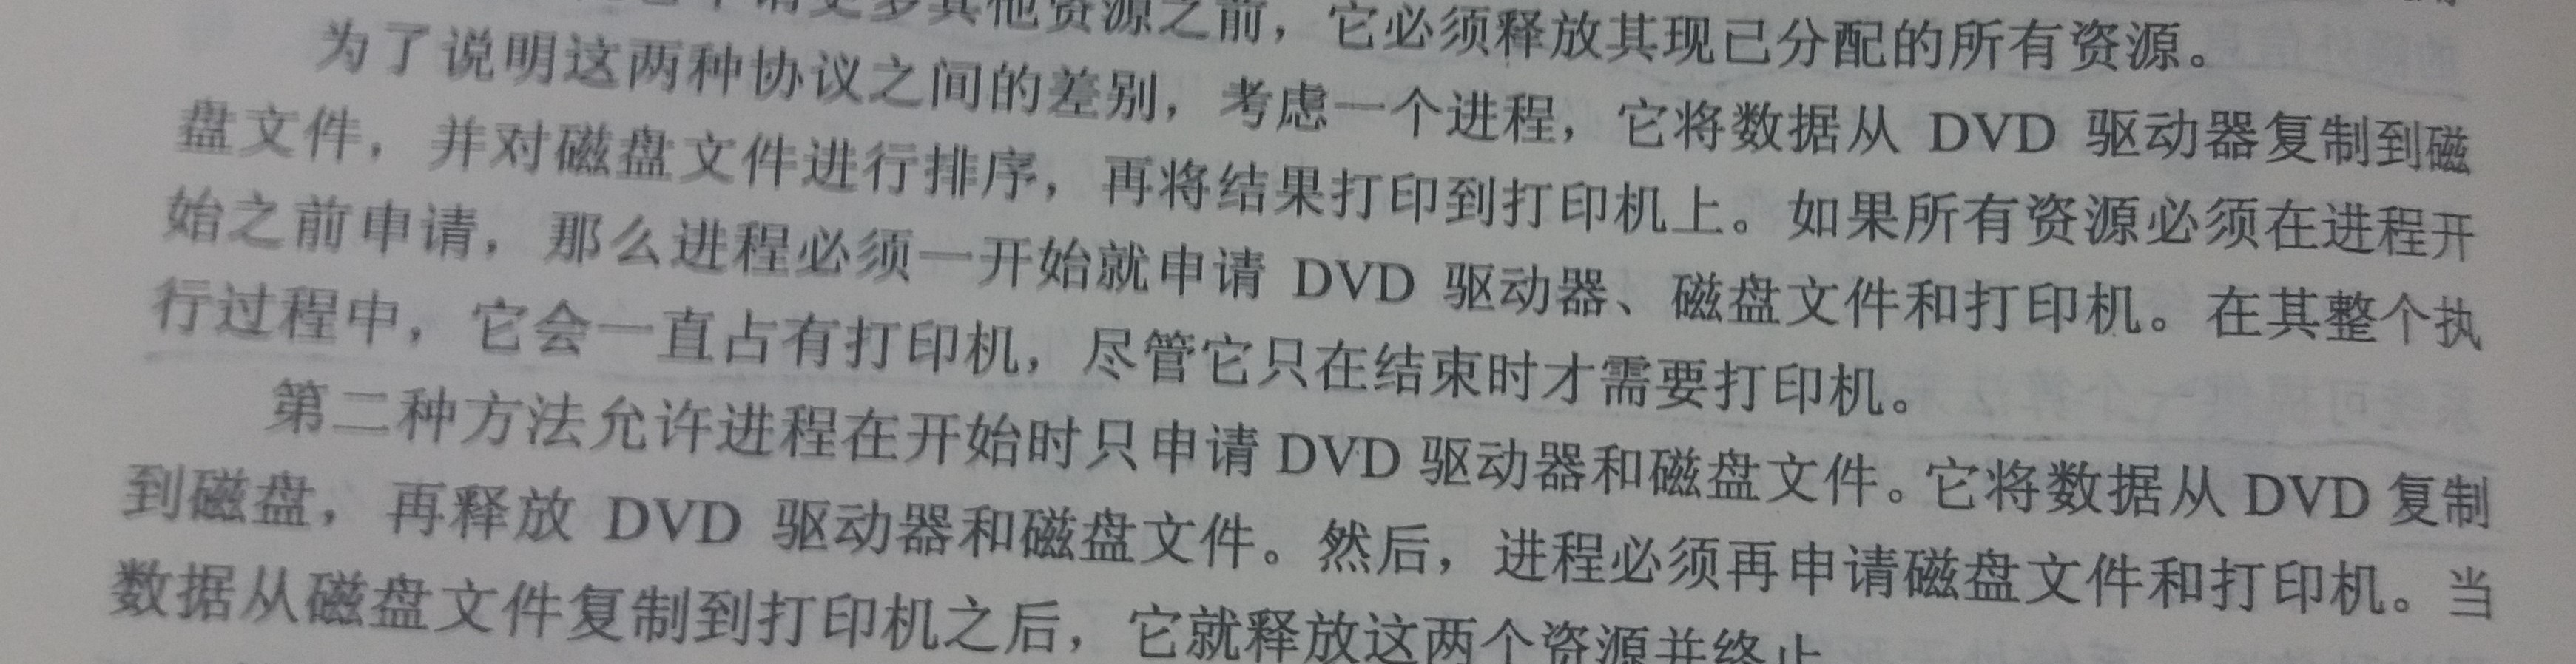 申请更多其他资源之前，它必须释放其现已分配的所有资源。
为了说明这两种协议之间的差别，考虑一个进程，它将数据从 DVD 驱动器复制到磁
盘文件，并对磁盘文件进行排序，再将结果打印到打印机上。如果所有资源必须在进程开
始之前申请，那么进程必须一开始就申请 DVD 驱动器、磁盘文件和打印机。在其整个执
行过程中，它会一直占有打印机，尽管它只在结束时才需要打印机。
第二种方法允许进程在开始时只申请 DVD 驱动器和磁盘文件。它将数据从 DVD 复制
到磁盘，再释放 DVD 驱动器和磁盘文件。然后，进程必须再申请磁盘文件和打印机。当
数据从磁盘文件复制到打印机之后，它就释放这两个资源并终止